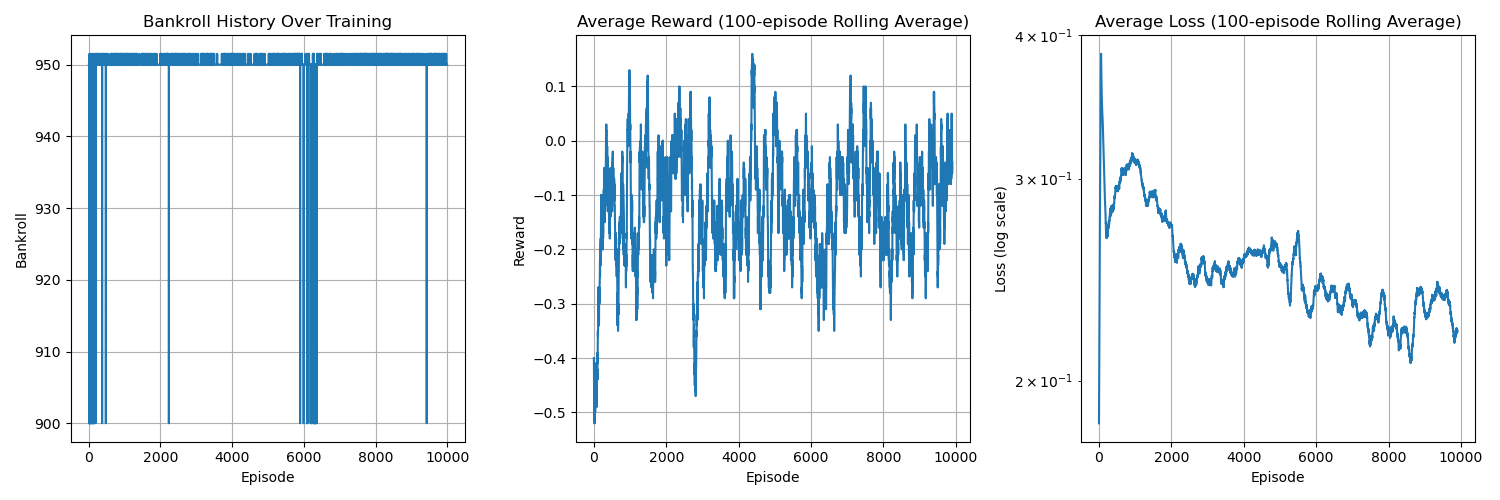 Bankroll History Over Training
950
940
930
920
910
900
Bankroll
0 2000 4000 6000 8000 10000
Episode
Average Reward (100-episode Rolling Average)
0.1
0.0
−0.1
−0.2
−0.3
−0.4
−0.5
Reward
0 2000 4000 6000 8000 10000
Episode
Average Loss (100-episode Rolling Average)
4 × 10⁻¹
3 × 10⁻¹
2 × 10⁻¹
Loss (log scale)
0 2000 4000 6000 8000 10000
Episode